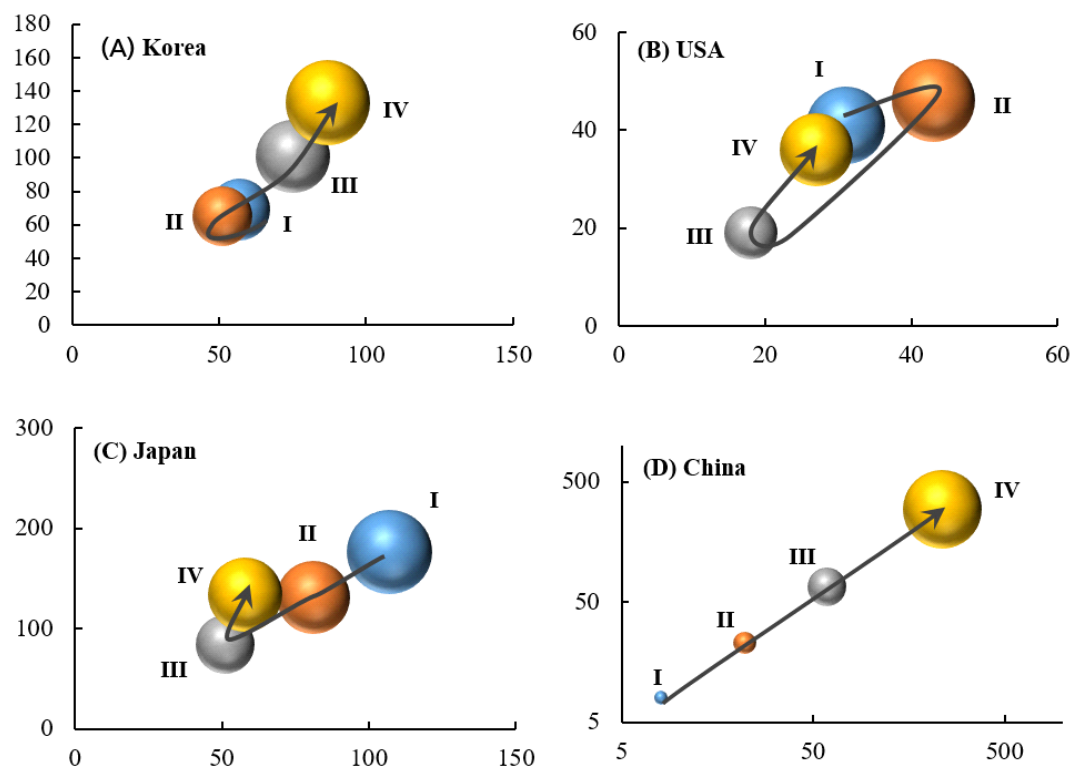 (A) Korea
180
160
140
120
100
80
60
40
20
0
0 50 100 150
I
II
III
IV
(B) USA
60
40
20
0
0 20 40 60
I
II
III
IV
(C) Japan
300
200
100
0
0 50 100 150
I
II
III
IV
(D) China
500
50
5
5 50 500
I
II
III
IV